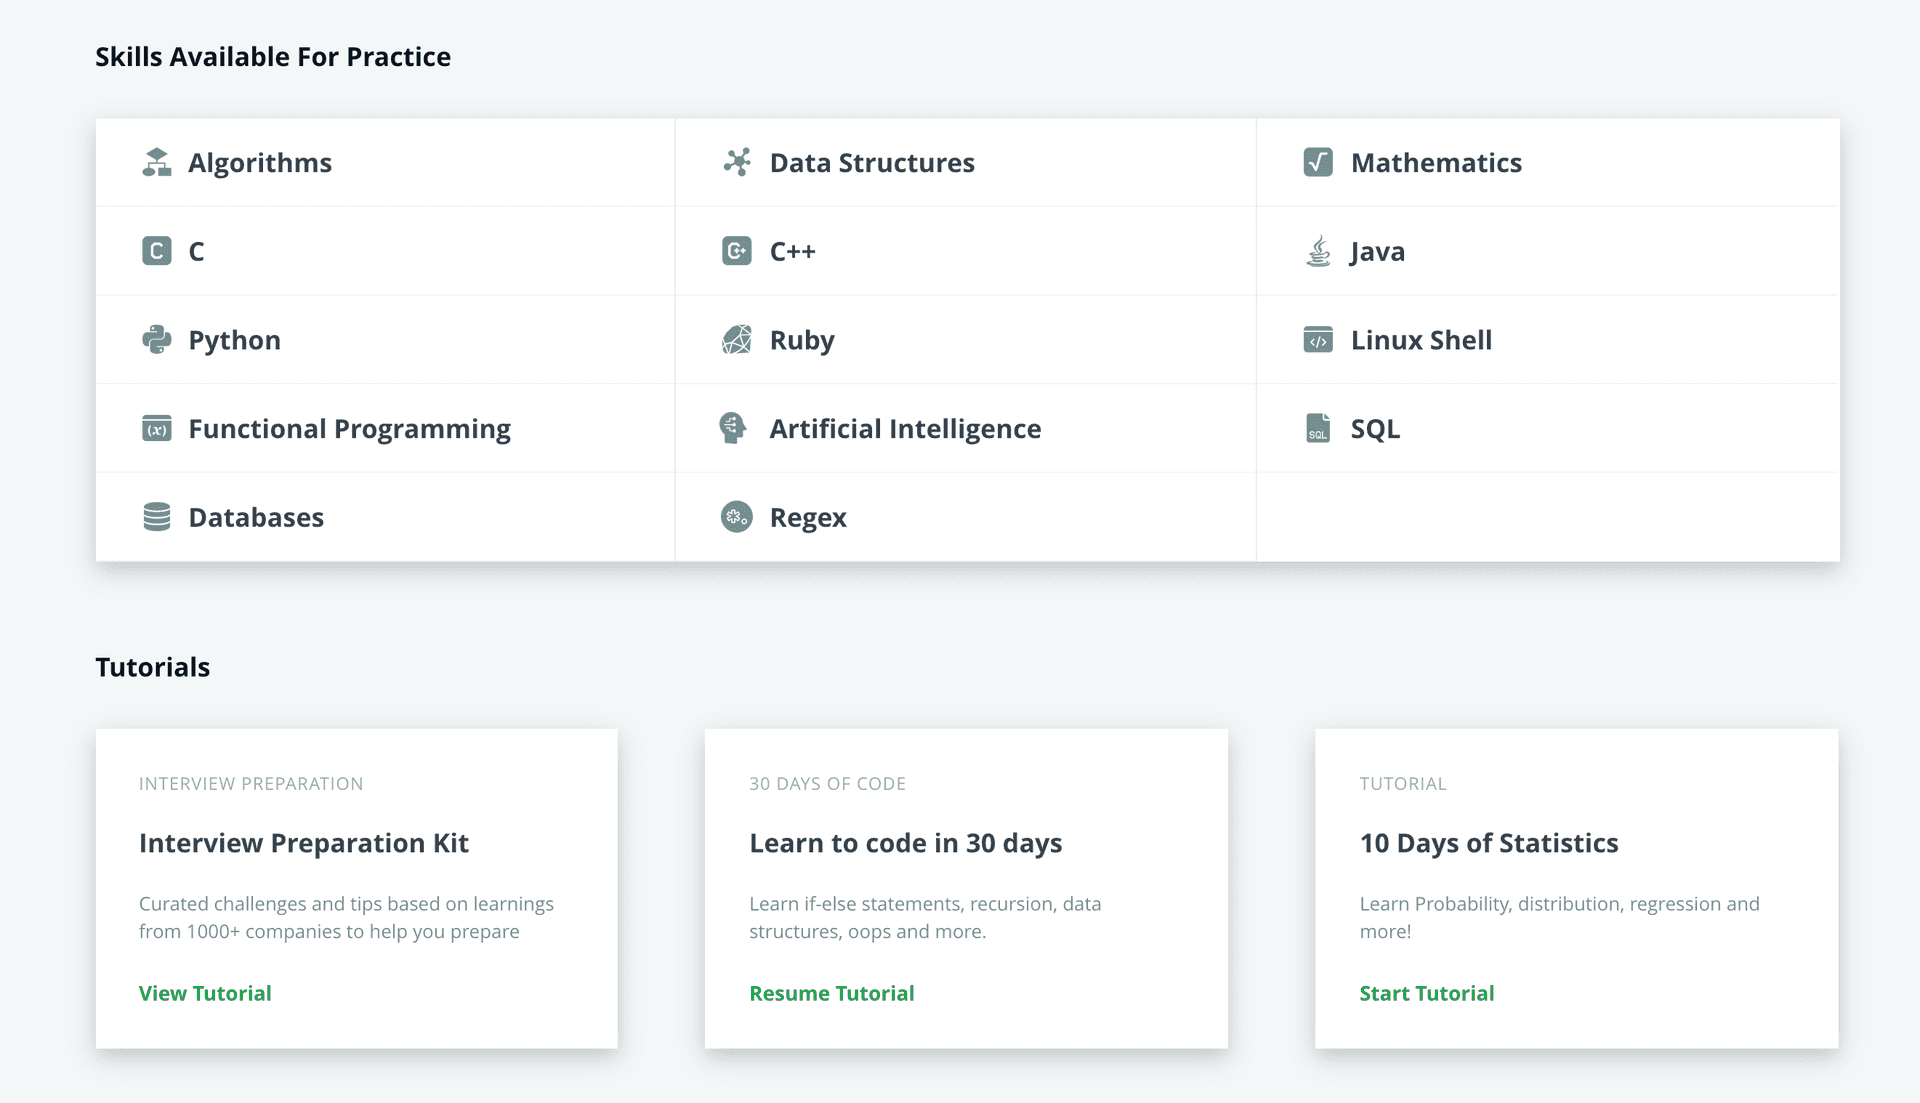 Skills Available For Practice
Algorithms
Data Structures
Mathematics
C
C++
Java
Python
Ruby
Linux Shell
Functional Programming
Artificial Intelligence
SQL
Databases
Regex
Tutorials
INTERVIEW PREPARATION
Interview Preparation Kit
Curated challenges and tips based on learnings
from 1000+ companies to help you prepare
View Tutorial
30 DAYS OF CODE
Learn to code in 30 days
Learn if-else statements, recursion, data
structures, oops and more.
Resume Tutorial
TUTORIAL
10 Days of Statistics
Learn Probability, distribution, regression and
more!
Start Tutorial